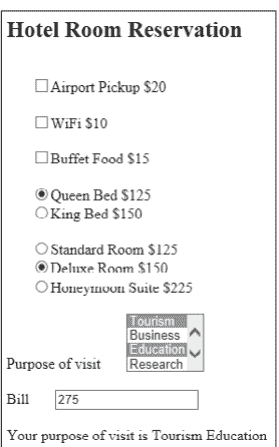 Hotel Room Reservation
Airport Pickup $20
WiFi $10
Buffet Food $15
Queen Bed $125
King Bed $150
Standard Room $125
Deluxe Room $150
Honeymoon Suite $225
Tourism
Business
Education
Research
Purpose of visit
Bill 275
Your purpose of visit is Tourism Education